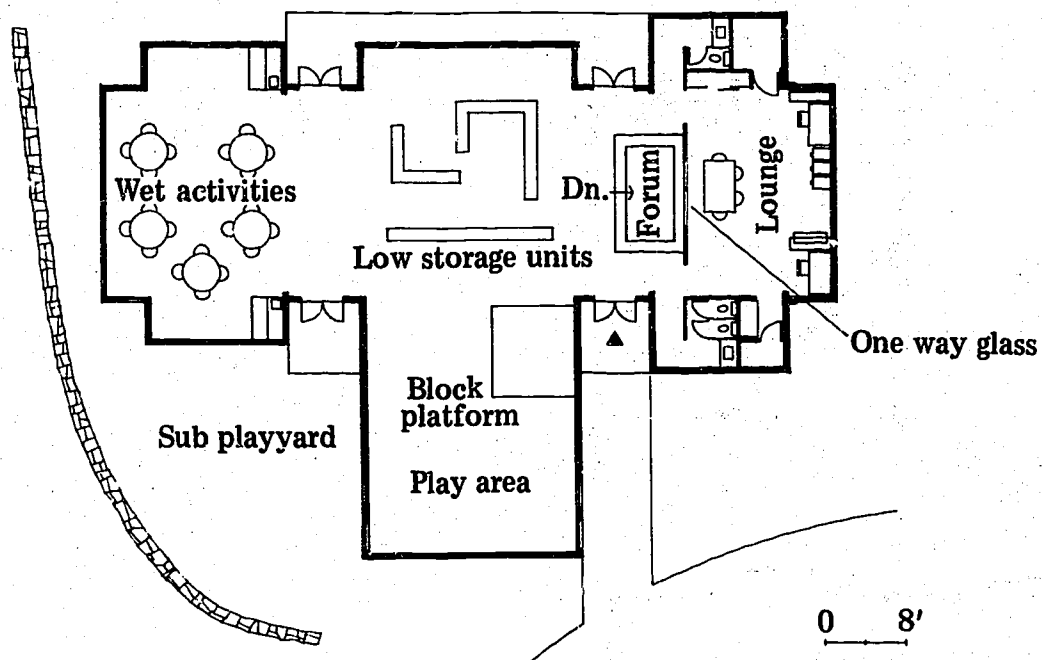 Wet activities
Dn.
Forum
Lounge
Low storage units
One way glass
Block
platform
Sub playyard
Play area
0 8'